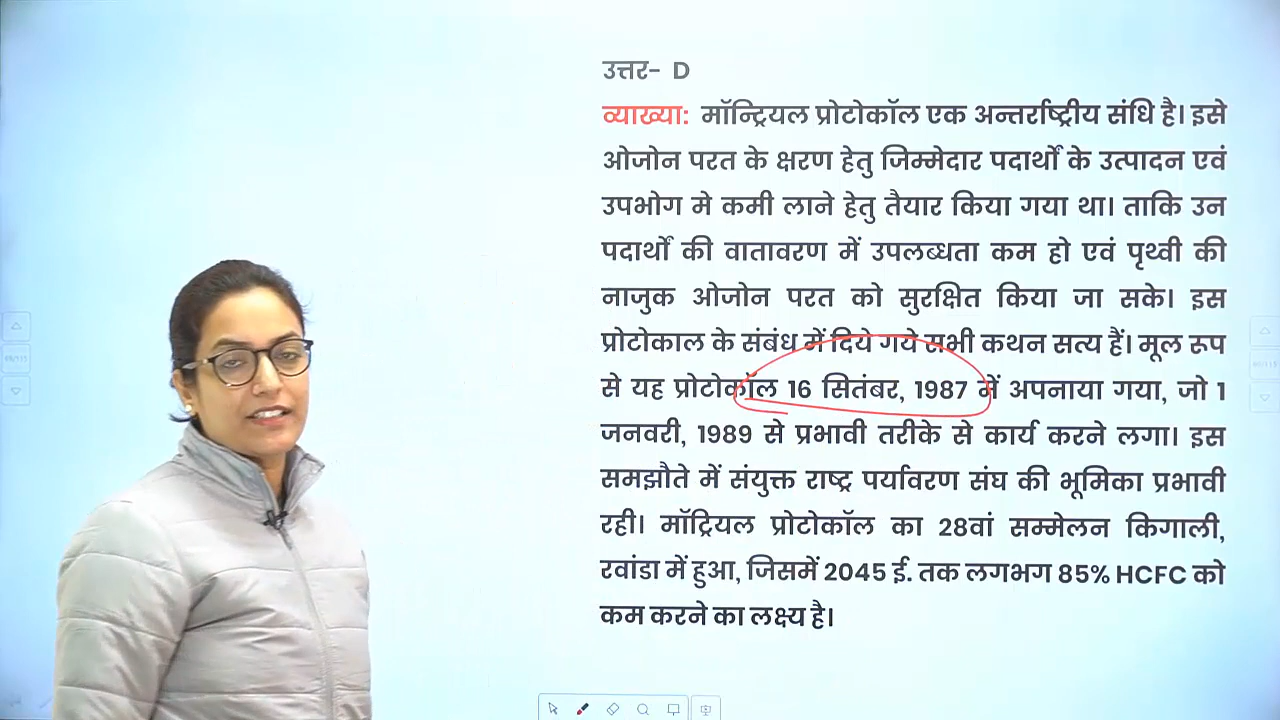 उत्तर- D
व्याख्या: मॉन्ट्रियल प्रोटोकॉल एक अन्तर्राष्ट्रीय संधि है। इसे
ओजोन परत के क्षरण हेतु जिम्मेदार पदार्थों के उत्पादन एवं
उपभोग मे कमी लाने हेतु तैयार किया गया था। ताकि उन
पदार्थों की वातावरण में उपलब्धता कम हो एवं पृथ्वी की
नाजुक ओजोन परत को सुरक्षित किया जा सके। इस
प्रोटोकाल के संबंध में दिये गये सभी कथन सत्य हैं। मूल रूप
से यह प्रोटोकॉल 16 सितंबर, 1987 में अपनाया गया, जो 1
जनवरी, 1989 से प्रभावी तरीके से कार्य करने लगा। इस
समझौते में संयुक्त राष्ट्र पर्यावरण संघ की भूमिका प्रभावी
रही। मॉट्रियल प्रोटोकॉल का 28वां सम्मेलन किगाली,
रवांडा में हुआ, जिसमें 2045 ई. तक लगभग 85% HCFC को
कम करने का लक्ष्य है।